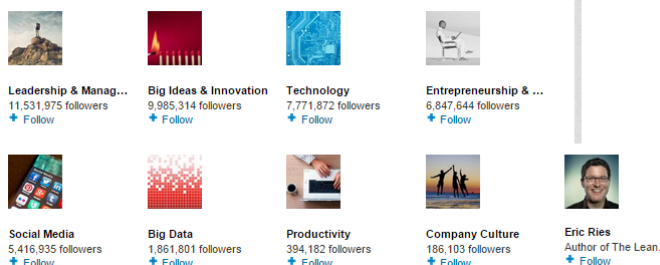 Leadership & Manag...
11,531,975 followers
+ Follow
Big Ideas & Innovation
9,985,314 followers
+ Follow
Technology
7,771,872 followers
+ Follow
Entrepreneurship & ...
6,847,644 followers
+ Follow
Social Media
5,416,935 followers
+ Follow
Big Data
1,861,801 followers
+ Follow
Productivity
394,182 followers
+ Follow
Company Culture
186,103 followers
+ Follow
Eric Ries
Author of The Lean.
+ Follow